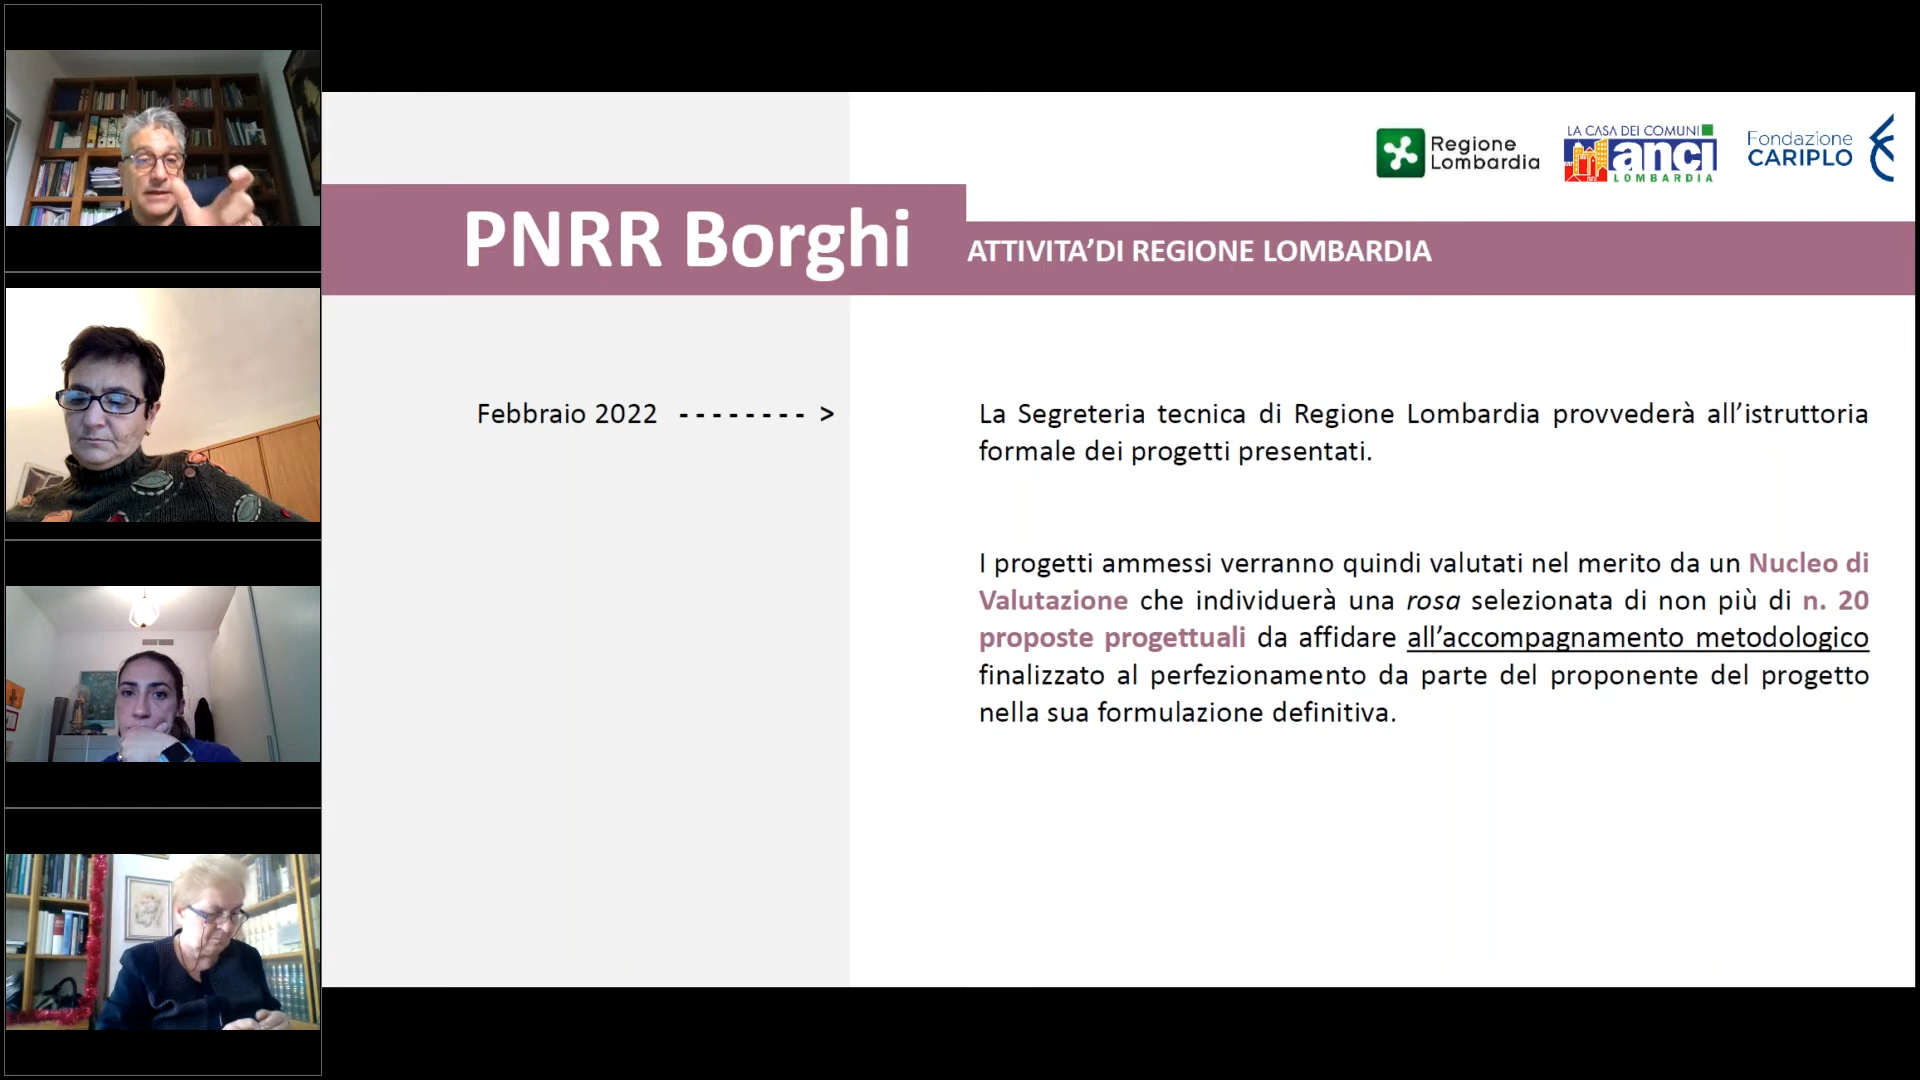 Regione
Lombardia
LA CASA DEI COMUNI
anci
LOMBARDIA
Fondazione
CARIPLO
PNRR Borghi
ATTIVITA’DI REGIONE LOMBARDIA
Febbraio 2022 - - - - - - - - >
La Segreteria tecnica di Regione Lombardia provvederà all’istruttoria
formale dei progetti presentati.
I progetti ammessi verranno quindi valutati nel merito da un Nucleo di
Valutazione che individuerà una rosa selezionata di non più di n. 20
proposte progettuali da affidare all’accompagnamento metodologico
finalizzato al perfezionamento da parte del proponente del progetto
nella sua formulazione definitiva.